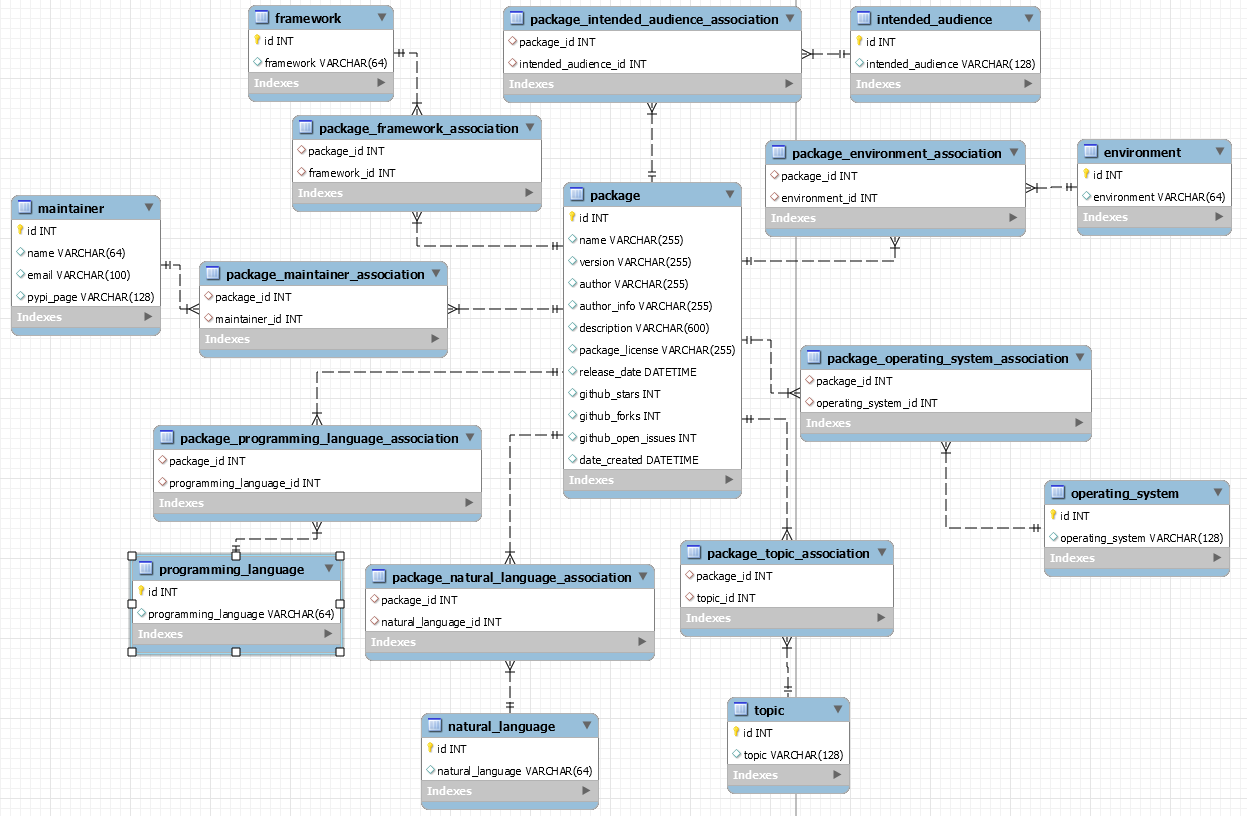 framework
id INT
framework VARCHAR(64)
Indexes
package_intended_audience_association
package_id INT
intended_audience_id INT
Indexes
intended_audience
id INT
intended_audience VARCHAR(128)
Indexes
package_framework_association
package_id INT
framework_id INT
Indexes
package_environment_association
package_id INT
environment_id INT
Indexes
environment
id INT
environment VARCHAR(64)
Indexes
maintainer
id INT
name VARCHAR(64)
email VARCHAR(100)
pypi_page VARCHAR(128)
Indexes
package
id INT
name VARCHAR(255)
version VARCHAR(255)
author VARCHAR(255)
author_info VARCHAR(255)
description VARCHAR(600)
package_license VARCHAR(255)
release_date DATETIME
github_stars INT
github_forks INT
github_open_issues INT
date_created DATETIME
Indexes
package_maintainer_association
package_id INT
maintainer_id INT
Indexes
package_operating_system_association
package_id INT
operating_system_id INT
Indexes
package_programming_language_association
package_id INT
programming_language_id INT
Indexes
operating_system
id INT
operating_system VARCHAR(128)
Indexes
programming_language
id INT
programming_language VARCHAR(64)
Indexes
package_natural_language_association
package_id INT
natural_language_id INT
Indexes
package_topic_association
package_id INT
topic_id INT
Indexes
natural_language
id INT
natural_language VARCHAR(64)
Indexes
topic
id INT
topic VARCHAR(128)
Indexes